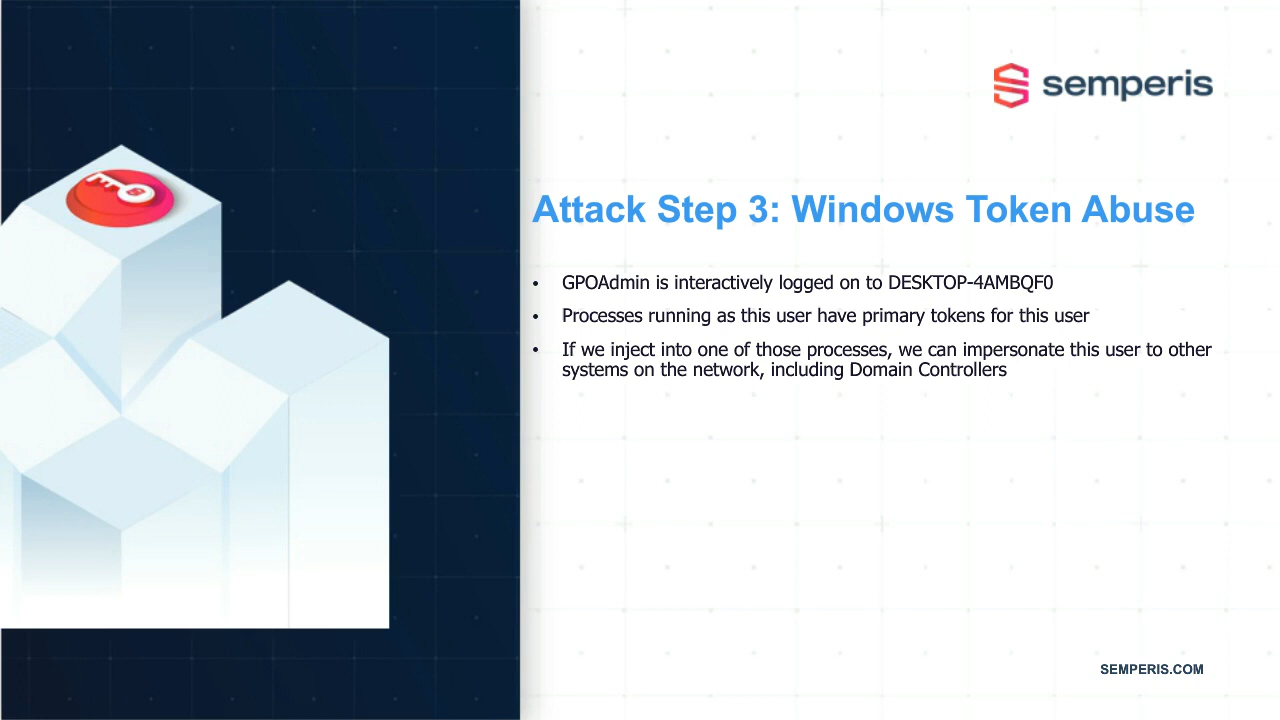 semperis
Attack Step 3: Windows Token Abuse
• GPOAdmin is interactively logged on to DESKTOP-4AMBQF0
• Processes running as this user have primary tokens for this user
• If we inject into one of those processes, we can impersonate this user to other
systems on the network, including Domain Controllers
SEMPERIS.COM